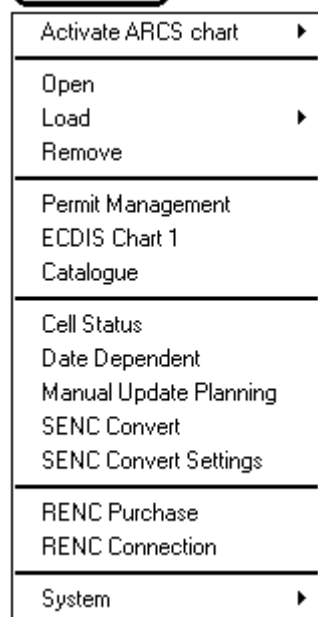 Activate ARCS chart
Open
Load
Remove
Permit Management
ECDIS Chart 1
Catalogue
Cell Status
Date Dependent
Manual Update Planning
SENC Convert
SENC Convert Settings
RENC Purchase
RENC Connection
System